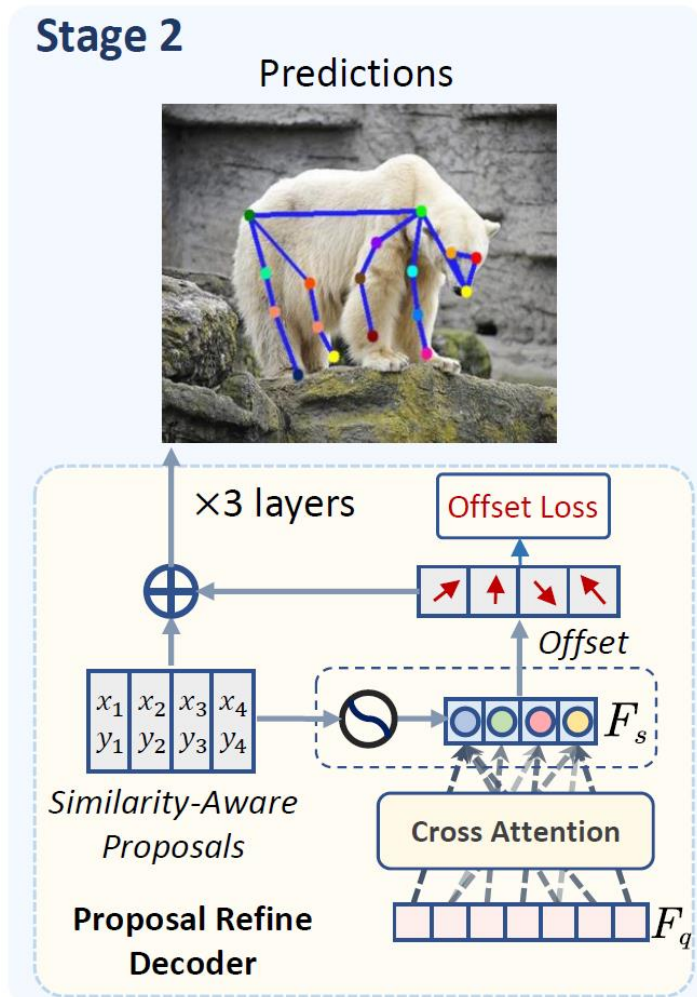 Stage 2
Predictions
×3 layers
Offset Loss
Offset
x₁ x₂ x₃ x₄
y₁ y₂ y₃ y₄
Fₛ
Similarity-Aware
Proposals
Cross Attention
Proposal Refine
Decoder
F_q